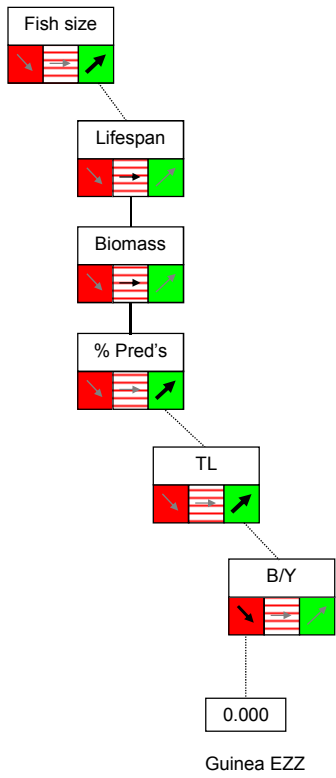 Fish size
Lifespan
Biomass
% Pred's
TL
B/Y
0.000
Guinea EZZ